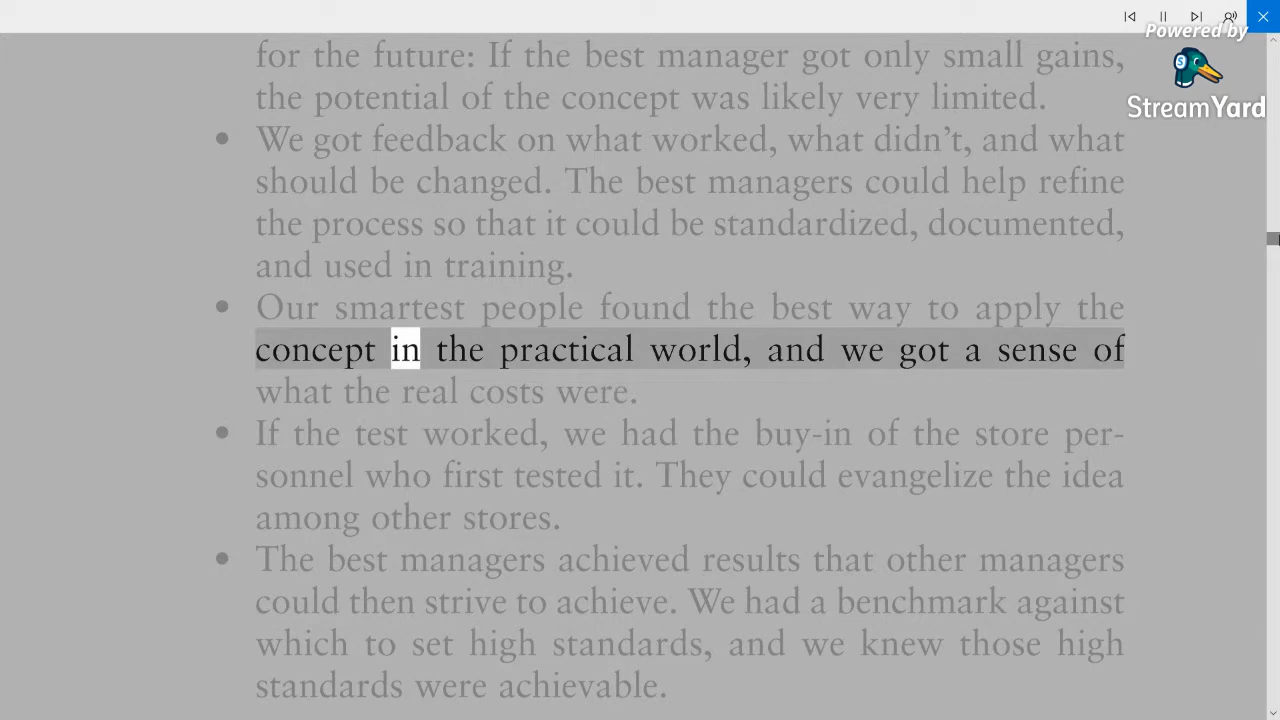 Powered by
StreamYard
for the future: If the best manager got only small gains,
the potential of the concept was likely very limited.
• We got feedback on what worked, what didn’t, and what
should be changed. The best managers could help refine
the process so that it could be standardized, documented,
and used in training.
• Our smartest people found the best way to apply the
concept in the practical world, and we got a sense of
what the real costs were.
• If the test worked, we had the buy-in of the store per-
sonnel who first tested it. They could evangelize the idea
among other stores.
• The best managers achieved results that other managers
could then strive to achieve. We had a benchmark against
which to set high standards, and we knew those high
standards were achievable.